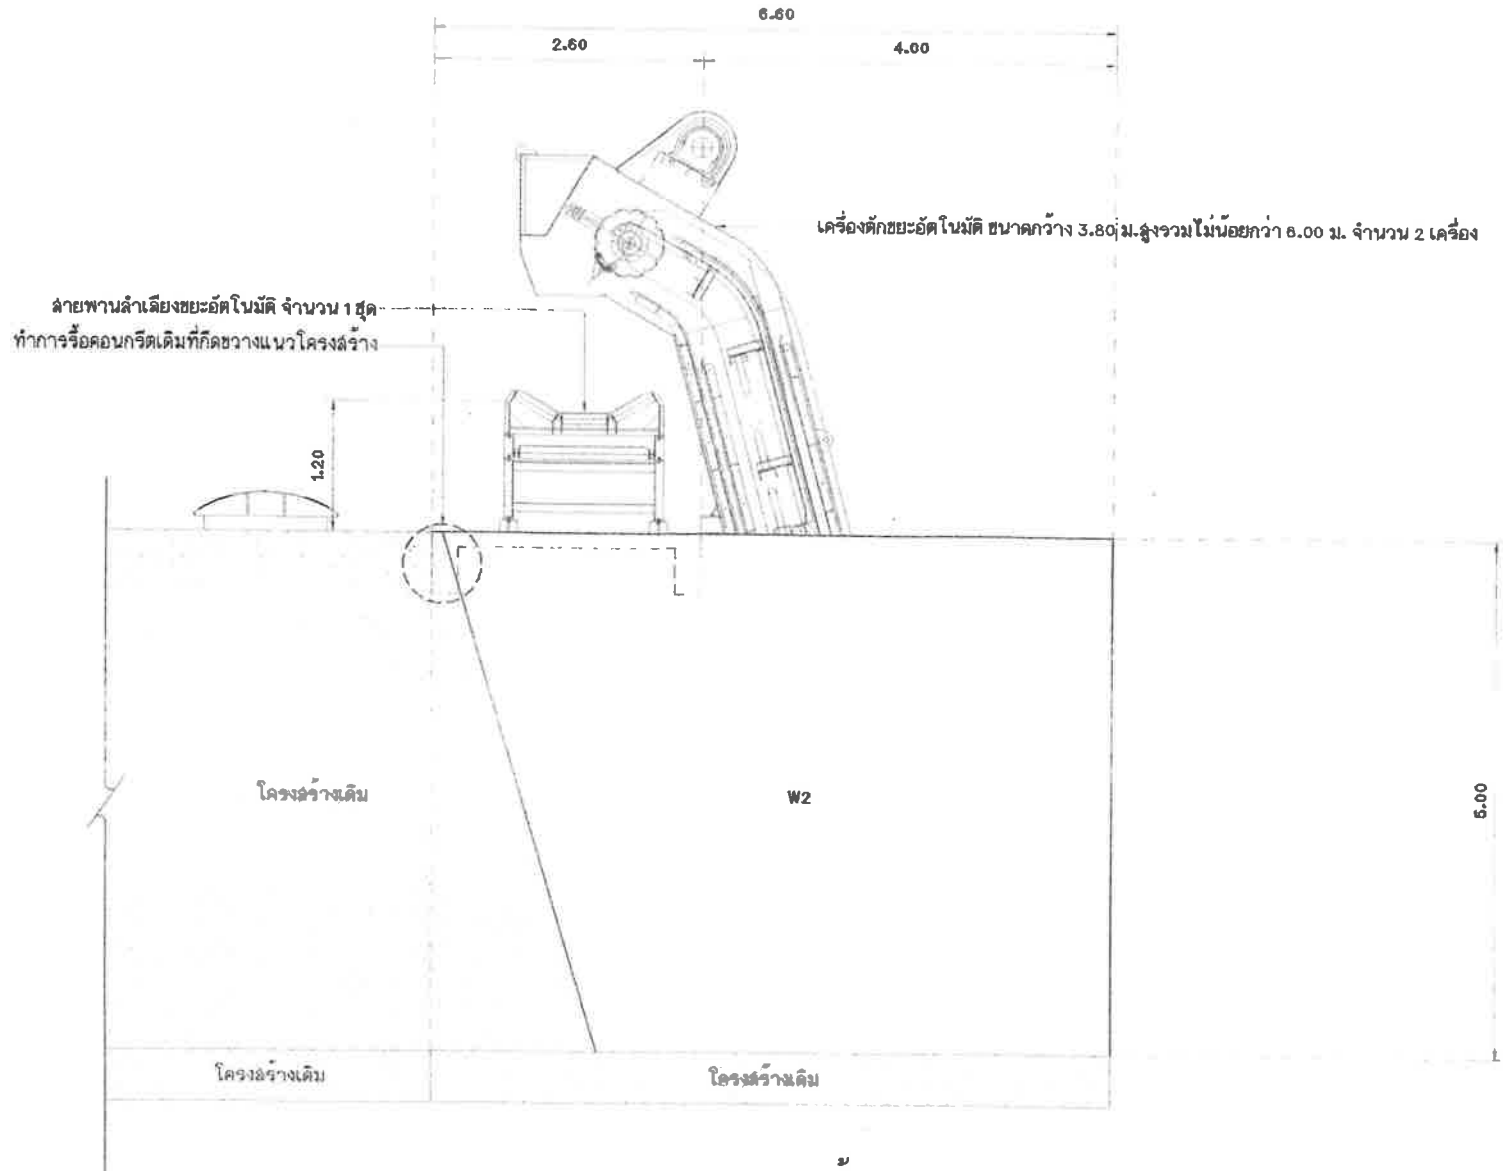 6.60
2.60
4.00
เครื่องตักขยะอัตโนมัติ ขนาดกว้าง 3.80 ม.สูงรวมไม่น้อยกว่า 6.00 ม. จำนวน 2 เครื่อง
สายพานลำเลียงขยะอัตโนมัติ จำนวน 1 ชุด
ทำการรื้อคอนกรีตเดิมที่กีดขวางแนวโครงสร้าง
1.20
โครงสร้างเดิม
W2
5.00
โครงสร้างเดิม
โครงสร้างเดิม